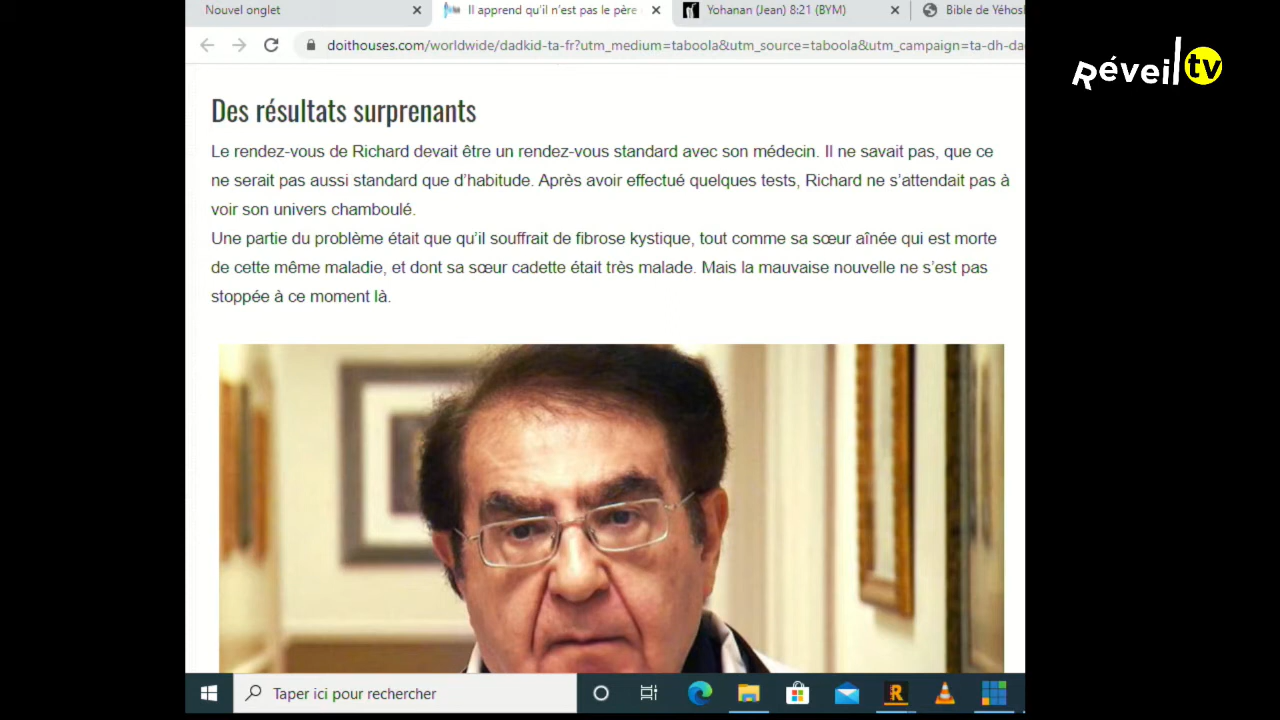 Nouvel onglet
Il apprend qu'il n'est pas le père
Yohanan (Jean) 8:21 (BYM)
Bible de Yéhos
doithouses.com/worldwide/dadkid-ta-fr?utm_medium=taboola&utm_source=taboola&utm_campaign=ta-dh-da
Réveil tv
Des résultats surprenants
Le rendez-vous de Richard devait être un rendez-vous standard avec son médecin. Il ne savait pas, que ce
ne serait pas aussi standard que d'habitude. Après avoir effectué quelques tests, Richard ne s'attendait pas à
voir son univers chamboulé.
Une partie du problème était que qu'il souffrait de fibrose kystique, tout comme sa sœur aînée qui est morte
de cette même maladie, et dont sa sœur cadette était très malade. Mais la mauvaise nouvelle ne s'est pas
stoppée à ce moment là.
Taper ici pour rechercher